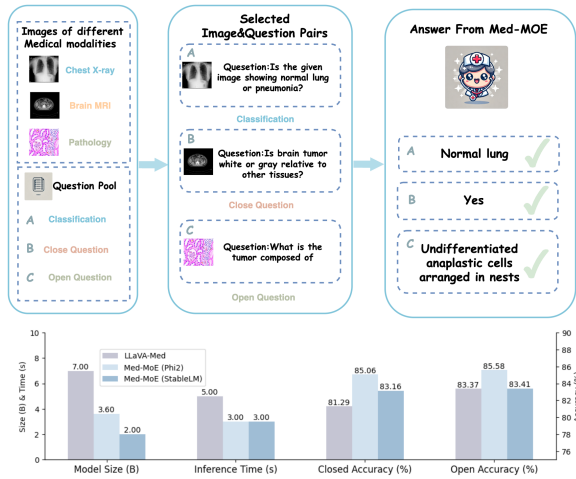 Images of different
Medical modalities
Chest X-ray
Brain MRI
Pathology
Question Pool
A Classification
B Close Question
C Open Question
Selected
Image&Question Pairs
A
Quesetion:Is the given
image showing normal lung
or pneumonia?
Classification
B
Quesetion:Is brain tumor
white or gray relative to
other tissues?
Close Question
C
Quesetion:What is the
tumor composed of
Open Question
Answer From Med-MOE
A Normal lung
B Yes
C Undifferentiated
anaplastic cells
arranged in nests
Size (B) & Time (s)
10
8
6
4
2
0
LLaVA-Med
Med-MoE (Phi2)
Med-MoE (StableLM)
7.00
3.60
2.00
5.00
3.00
3.00
81.29
85.06
83.16
83.37
85.58
83.41
Model Size (B)
Inference Time (s)
Closed Accuracy (%)
Open Accuracy (%)
90
88
86
84
82
80
78
76
Accuracy (%)